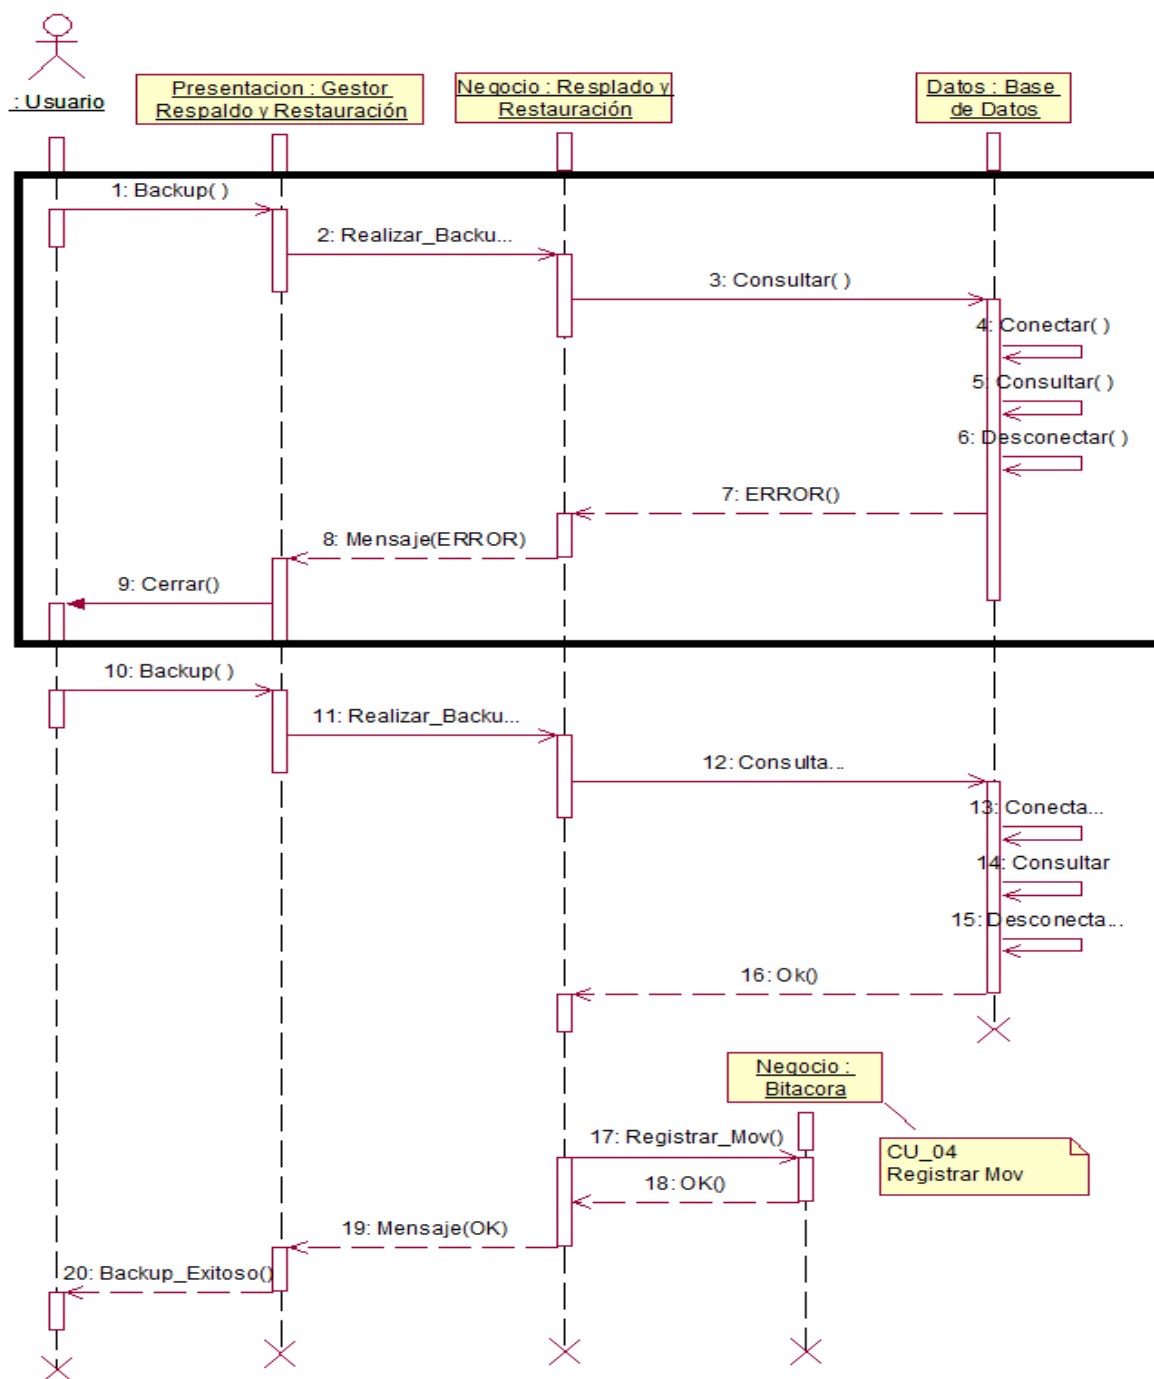 : Usuario
Presentacion : Gestor
Respaldo y Restauración
Negocio : Resplado y
Restauración
Datos : Base
de Datos
1: Backup( )
2: Realizar_Backu...
3: Consultar( )
4: Conectar( )
5: Consultar( )
6: Desconectar( )
7: ERROR()
8: Mensaje(ERROR)
9: Cerrar()
10: Backup( )
11: Realizar_Backu...
12: Consulta...
13: Conecta...
14: Consultar
15: Desconecta...
16: Ok()
Negocio :
Bitacora
17: Registrar_Mov()
CU_04
Registrar Mov
18: OK()
19: Mensaje(OK)
20: Backup_Exitoso()